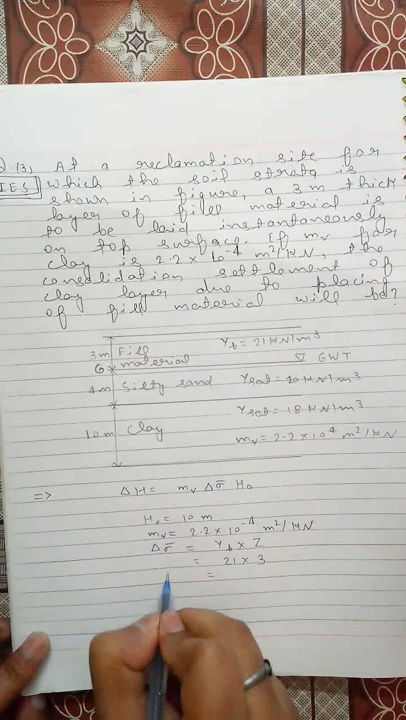 (3) At a reclamation site for
IES which the soil strata is
shown in figure, a 3 m thick
layer of fill material is
to be laid instantaneously
on top surface. If mv for
clay is 2.2 × 10⁻⁴ m²/KN, the
consolidation settlement of
clay layer due to placing
of fill material will be?
3m Fill material γt = 21 KN/m³
∇ GWT
4m Silty sand γsat = 20 KN/m³
γsat = 18 KN/m³
10m Clay
mv = 2.2 × 10⁻⁴ m²/KN
=> ΔH = mv Δσ̄ H₀
H₀ = 10 m
mv = 2.2 × 10⁻⁴ m²/KN
Δσ̄ = γt × Z
= 21 × 3
=